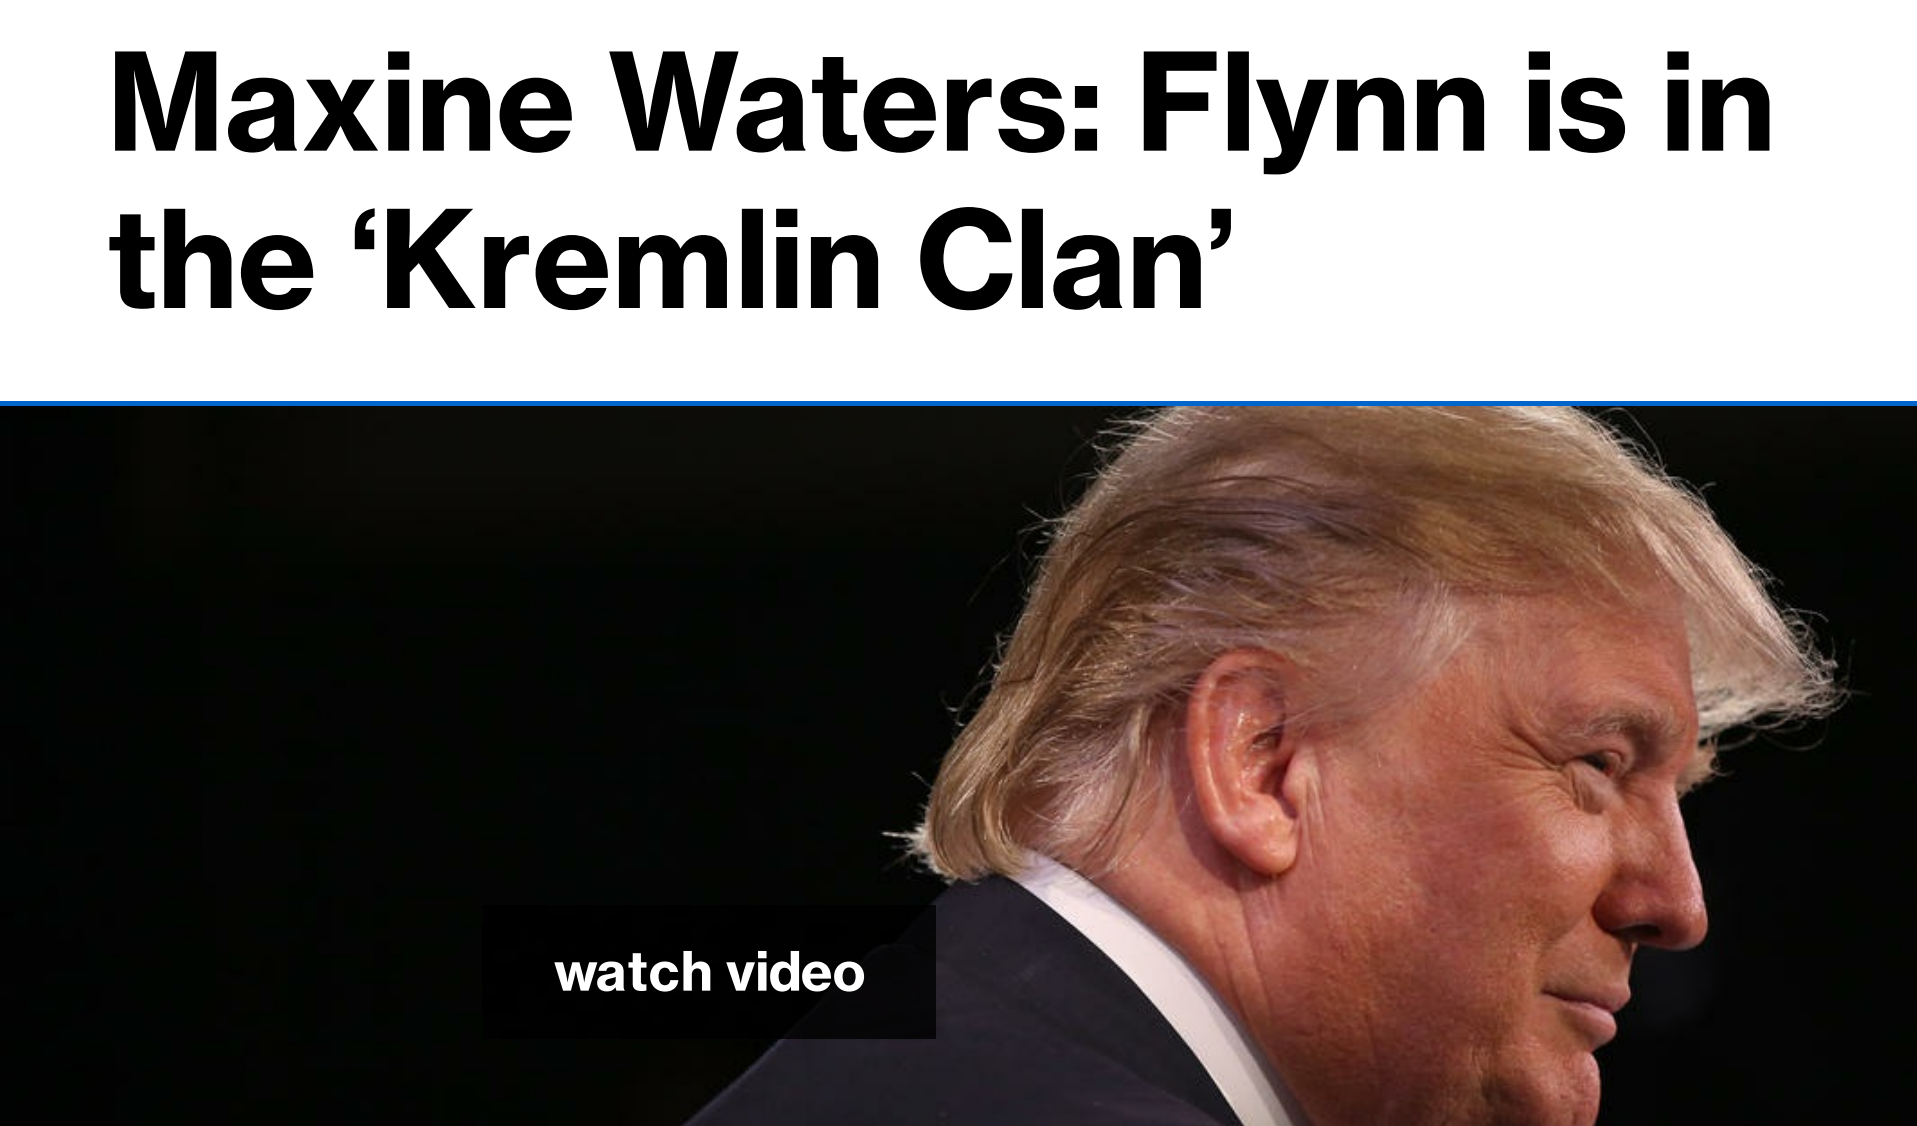 Maxine Waters: Flynn is in
the ‘Kremlin Clan’
watch video